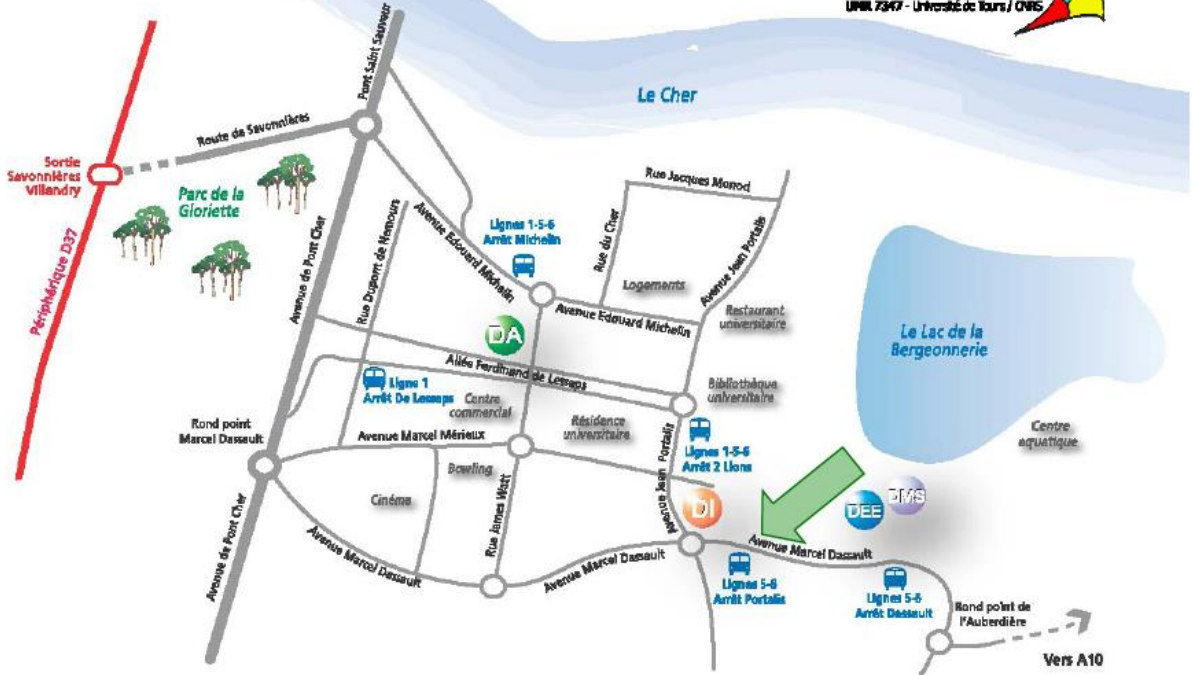 UMR 7347 - Université de Tours / CNRS
Pont Saint Sauveur
Le Cher
Route de Savonnières
Sortie
Savonnières
Villandry
Parc de la
Gloriette
Périphérique D37
Rue Jacques Monod
Avenue Edouard Michelin
Lignes 1-5-6
Arrêt Michelin
Rue du Cher
Avenue Jean Portalis
Rue Dupont de Nemours
Avenue de Pont Cher
Logements
Avenue Edouard Michelin
Restaurant
universitaire
DA
Le Lac de la
Bergeonnerie
Allée Ferdinand de Lesseps
Ligne 1
Arrêt De Lesseps
Centre
commercial
Bibliothèque
universitaire
Rond point
Marcel Dassault
Avenue Marcel Mérieux
Résidence
universitaire
Lignes 1-5-6
Arrêt 2 Lions
Centre
aquatique
Bowling
Cinéma
Avenue Jean Portalis
Rue James Watt
DI
DEE
DMS
Avenue de Pont Cher
Avenue Marcel Dassault
Avenue Marcel Dassault
Avenue Marcel Dassault
Lignes 5-6
Arrêt Portalis
Lignes 5-6
Arrêt Dassault
Rond point de
l'Auberdière
Vers A10